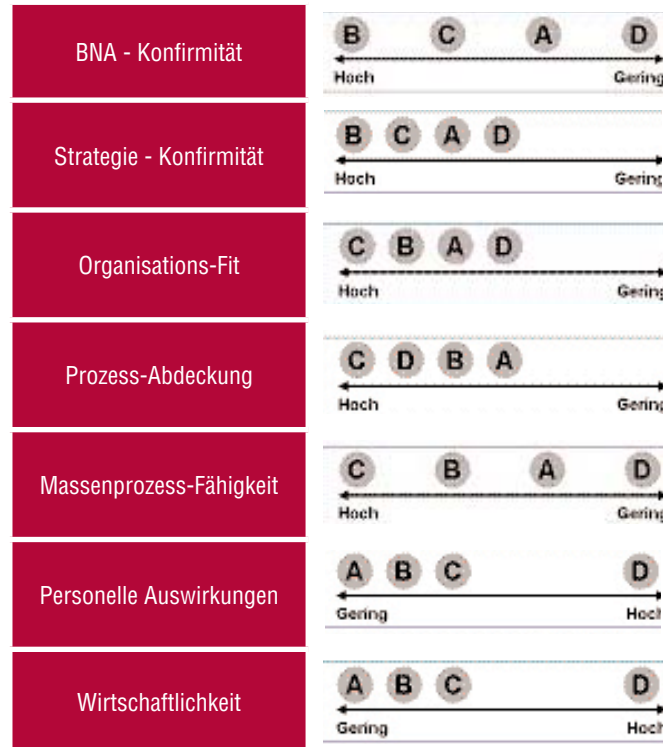 BNA - Konfirmität
B C A D
Hoch Gering
Strategie - Konfirmität
B C A D
Hoch Gering
Organisations-Fit
C B A D
Hoch Gering
Prozess-Abdeckung
C D B A
Hoch Gering
Massenprozess-Fähigkeit
C B A D
Hoch Gering
Personelle Auswirkungen
A B C D
Gering Hoch
Wirtschaftlichkeit
A B C D
Gering Hoch